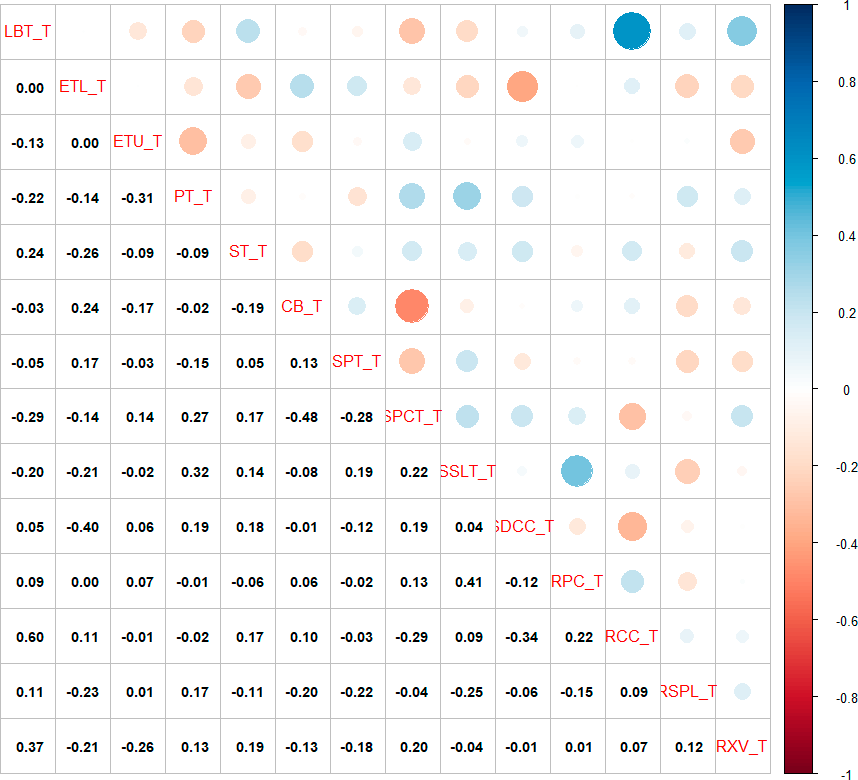 LBT_T
0.00 ETL_T
-0.13 0.00 ETU_T
-0.22 -0.14 -0.31 PT_T
0.24 -0.26 -0.09 -0.09 ST_T
-0.03 0.24 -0.17 -0.02 -0.19 CB_T
-0.05 0.17 -0.03 -0.15 0.05 0.13 SPT_T
-0.29 -0.14 0.14 0.27 0.17 -0.48 -0.28 SPCT_T
-0.20 -0.21 -0.02 0.32 0.14 -0.08 0.19 0.22 SSLT_T
0.05 -0.40 0.06 0.19 0.18 -0.01 -0.12 0.19 0.04 SDCC_T
0.09 0.00 0.07 -0.01 -0.06 0.06 -0.02 0.13 0.41 -0.12 RPC_T
0.60 0.11 -0.01 -0.02 0.17 0.10 -0.03 -0.29 0.09 -0.34 0.22 RCC_T
0.11 -0.23 0.01 0.17 -0.11 -0.20 -0.22 -0.04 -0.25 -0.06 -0.15 0.09 RSPL_T
0.37 -0.21 -0.26 0.13 0.19 -0.13 -0.18 0.20 -0.04 -0.01 0.01 0.07 0.12 RXV_T
1
0.8
0.6
0.4
0.2
0
-0.2
-0.4
-0.6
-0.8
-1